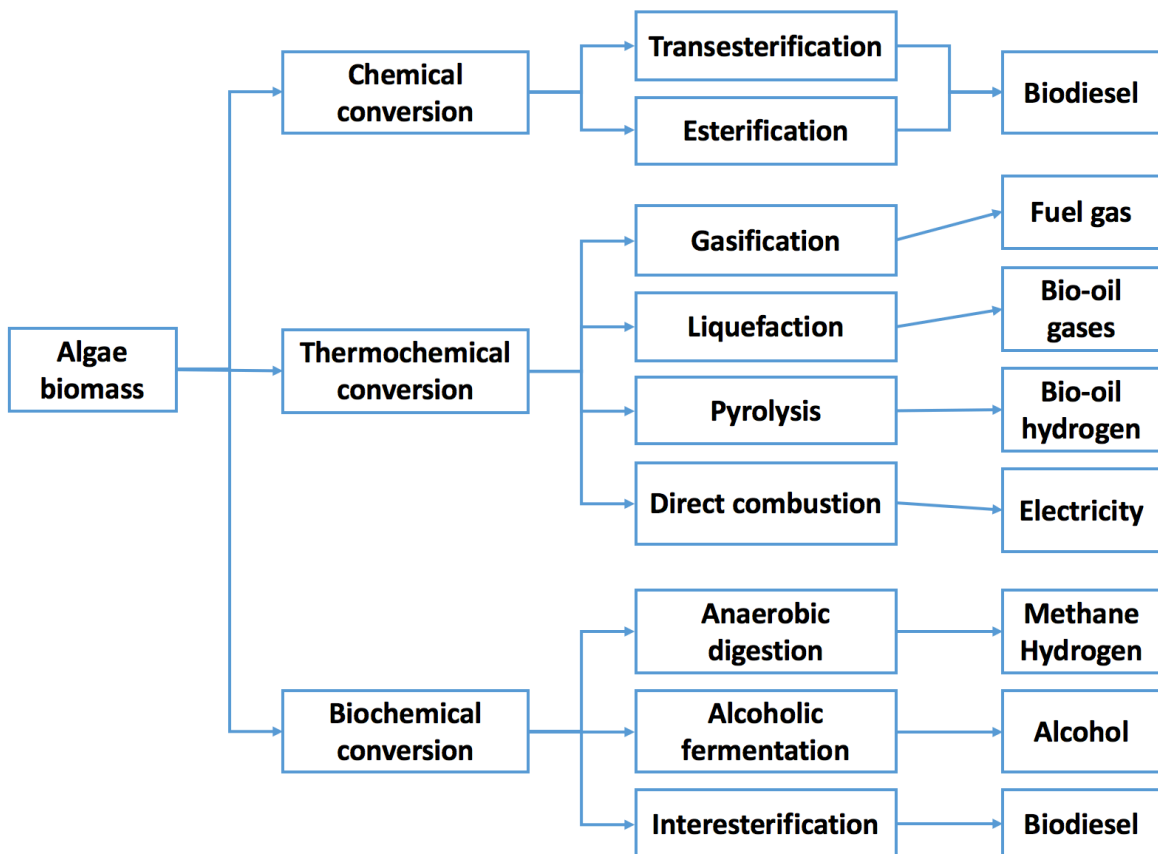 Algae
biomass
Chemical
conversion
Transesterification
Esterification
Biodiesel
Thermochemical
conversion
Gasification
Fuel gas
Liquefaction
Bio-oil
gases
Pyrolysis
Bio-oil
hydrogen
Direct combustion
Electricity
Biochemical
conversion
Anaerobic
digestion
Methane
Hydrogen
Alcoholic
fermentation
Alcohol
Interesterification
Biodiesel